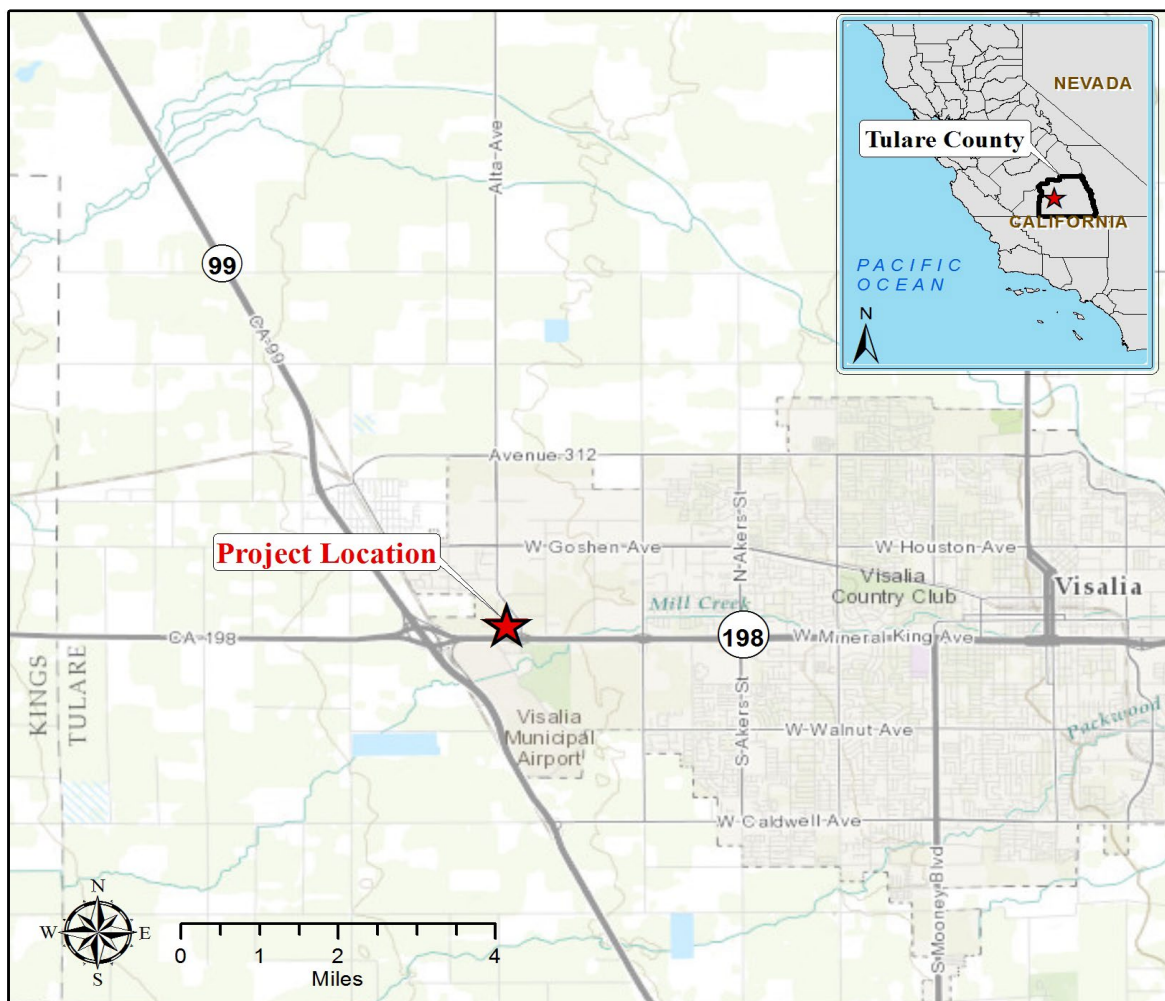 NEVADA
Tulare County
CALIFORNIA
PACIFIC
OCEAN
N
Alta-Ave
99
CA-99
Avenue-312
Project Location
W Goshen Ave
N-Akers-St
W Houston Ave
Visalia
Country Club
Visalia
Mill Creek
CA-198
198
W Mineral King Ave
KINGS
TULARE
Visalia
Municipal
Airport
S-Akers-St
W-Walnut Ave
Packwood
W Caldwell Ave
S-Mooney-Blvd
N
W
E
S
0
2
4
Miles